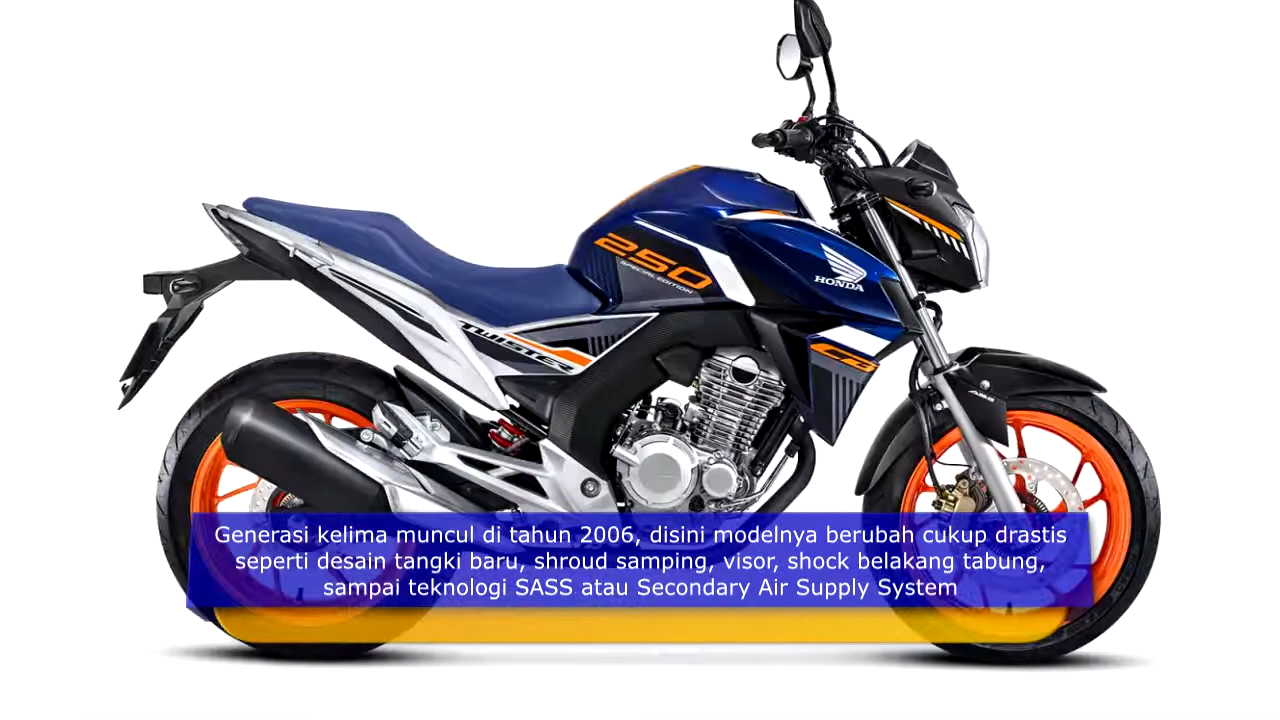 250
SPECIAL EDITION
HONDA
TWISTER
CB
ABS
Generasi kelima muncul di tahun 2006, disini modelnya berubah cukup drastis
seperti desain tangki baru, shroud samping, visor, shock belakang tabung,
sampai teknologi SASS atau Secondary Air Supply System